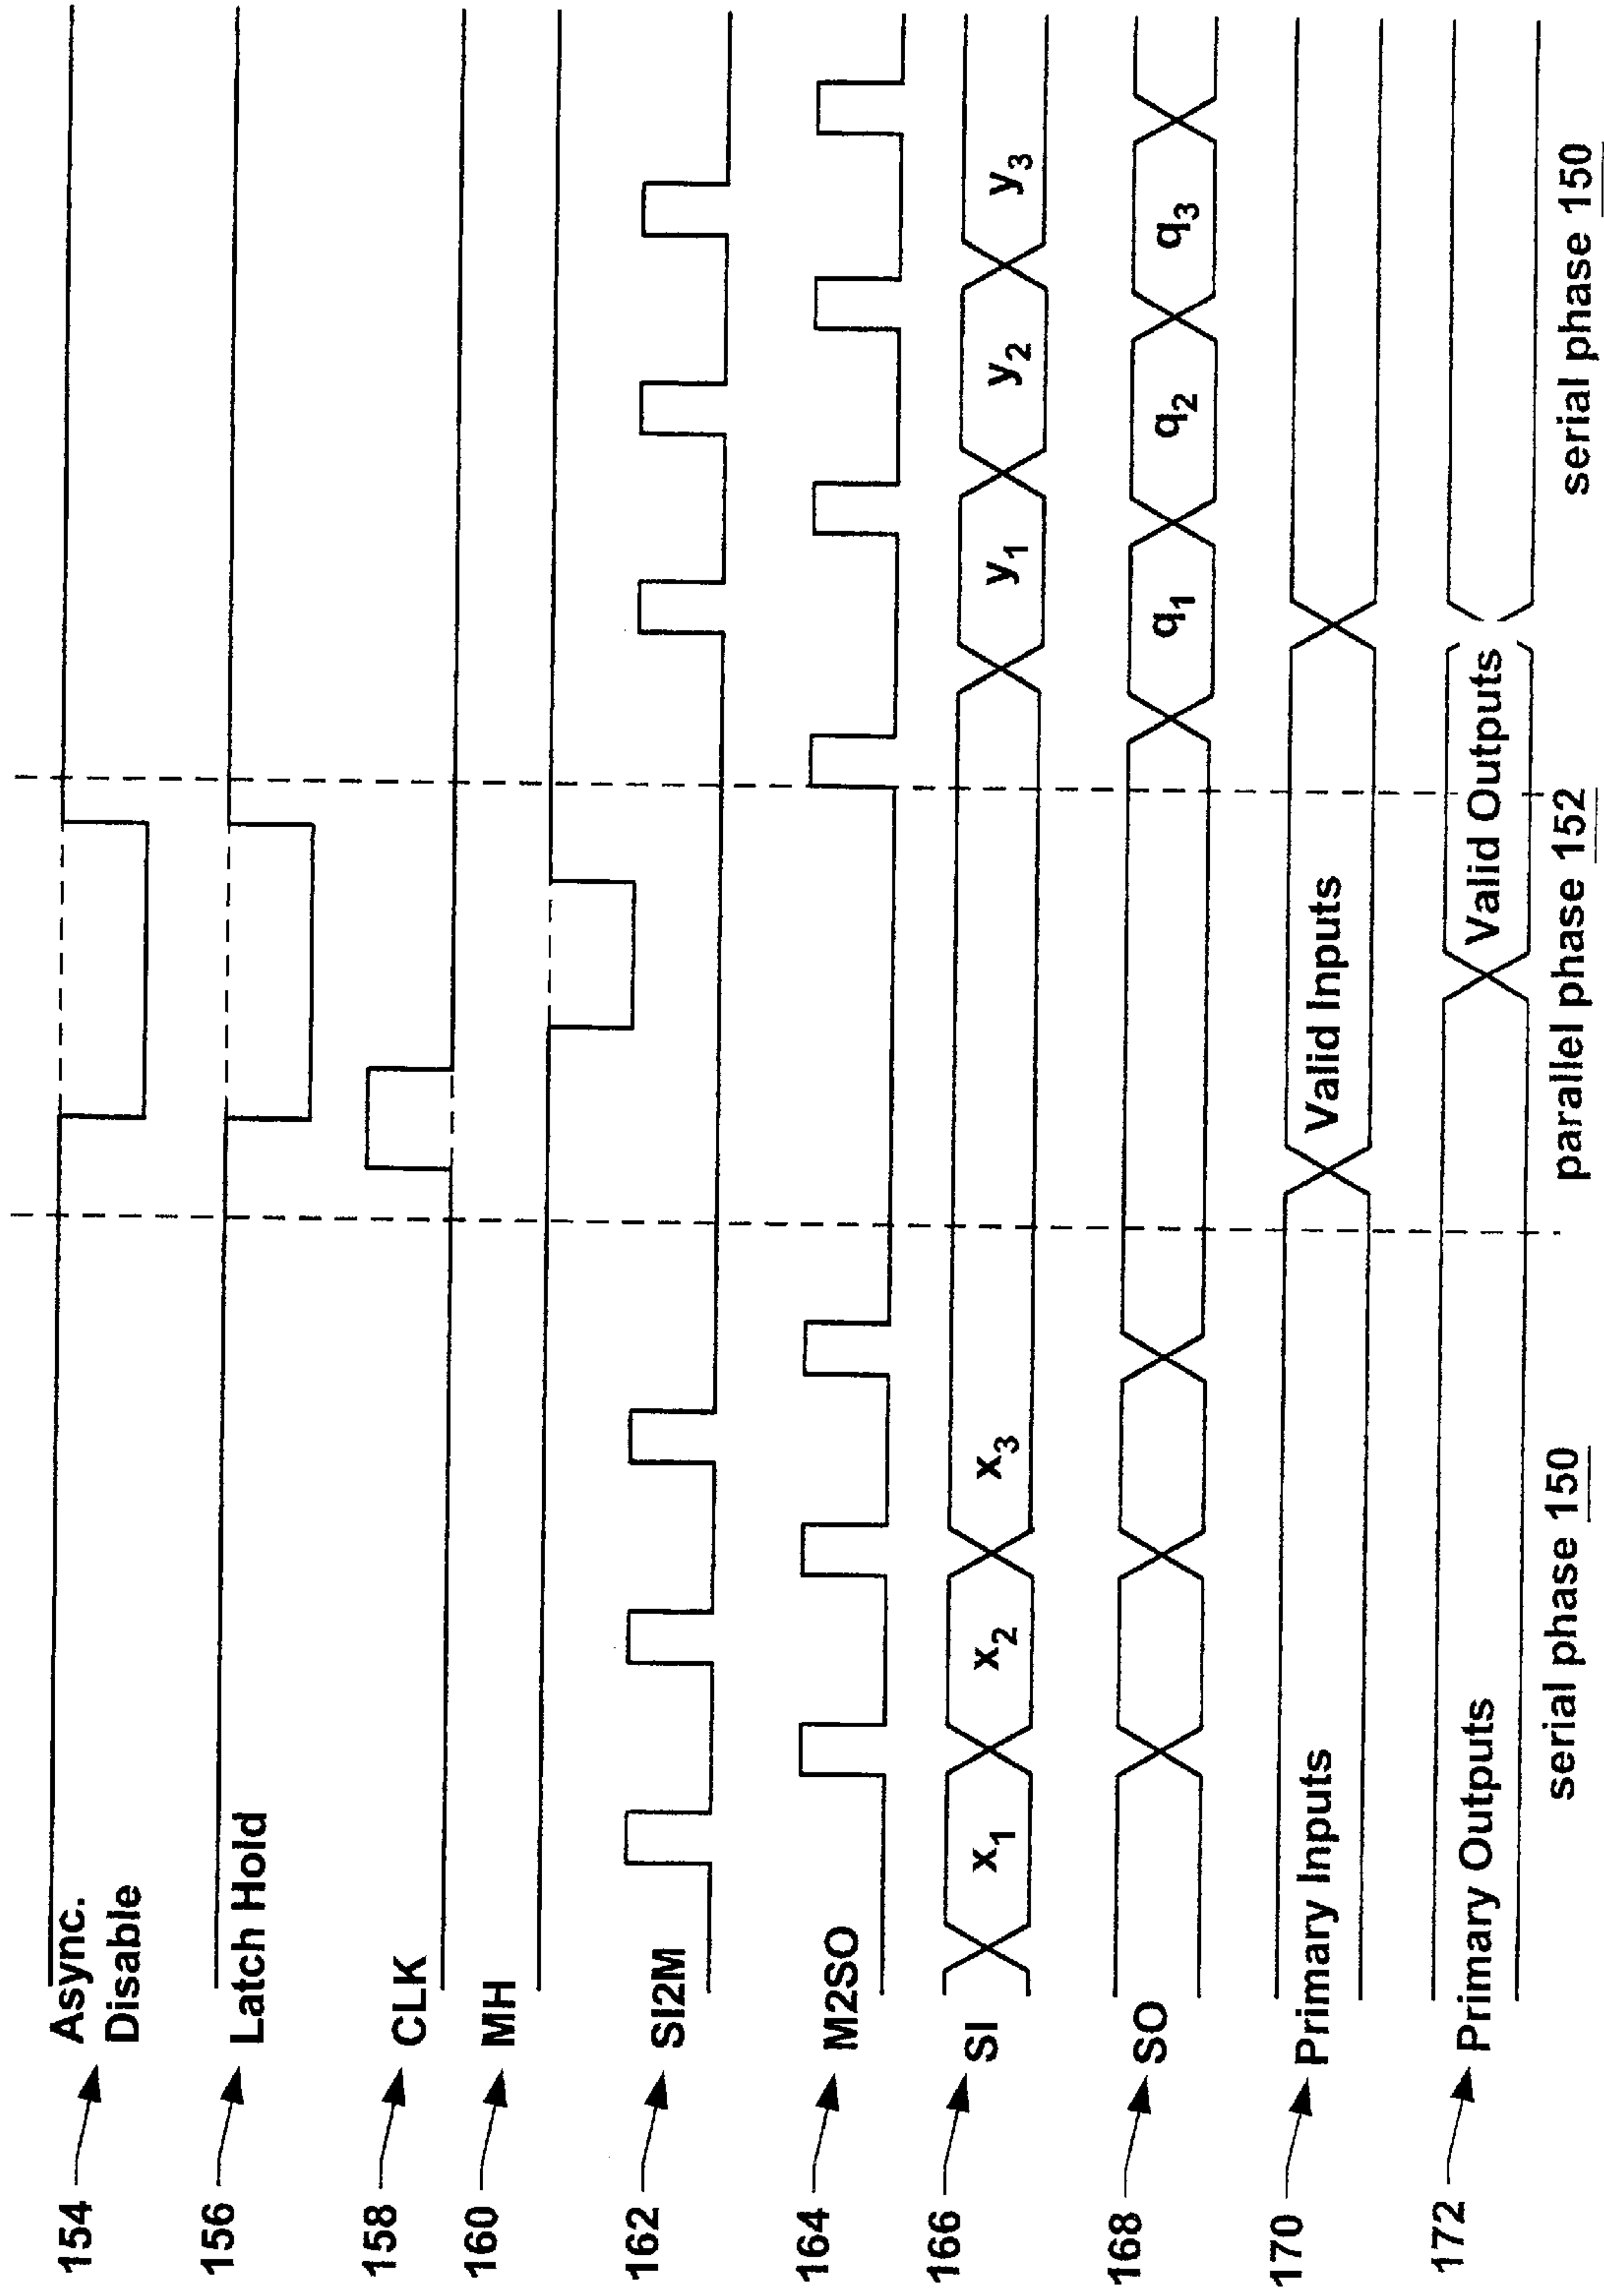 154 Async.
Disable
156 Latch Hold
158 CLK
160 MH
162 SI2M
164 M2SO
166 SI x1 x2 x3 y1 y2 y3
168 SO q1 q2 q3
170 Primary Inputs Valid Inputs
172 Primary Outputs Valid Outputs
serial phase 150 parallel phase 152 serial phase 150